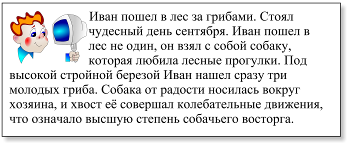 Иван пошел в лес за грибами. Стоял
чудесный день сентября. Иван пошел в
лес не один, он взял с собой собаку,
которая любила лесные прогулки. Под
высокой стройной березой Иван нашел сразу три
молодых гриба. Собака от радости носилась вокруг
хозяина, и хвост её совершал колебательные движения,
что означало высшую степень собачьего восторга.